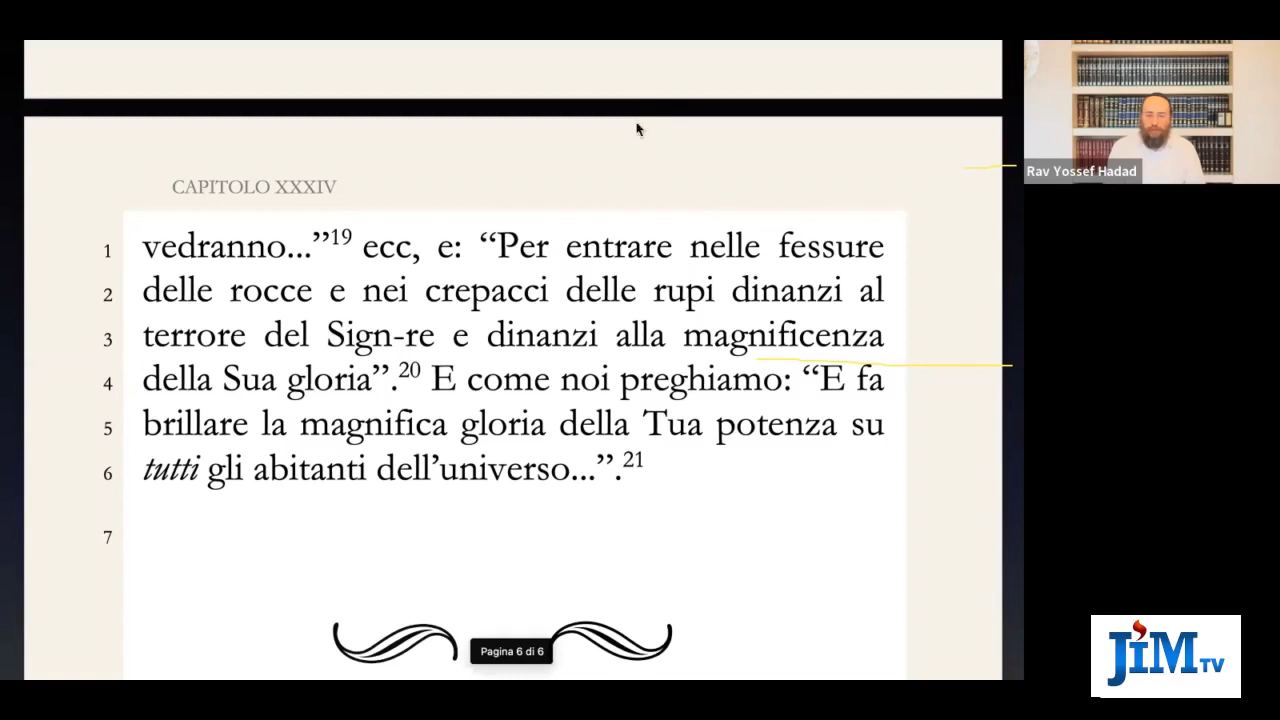 CAPITOLO XXXIV
1 vedranno...”19 ecc, e: “Per entrare nelle fessure
2 delle rocce e nei crepacci delle rupi dinanzi al
3 terrore del Sign-re e dinanzi alla magnificenza
4 della Sua gloria”.20 E come noi preghiamo: “E fa
5 brillare la magnifica gloria della Tua potenza su
6 tutti gli abitanti dell’universo...”.21
7
Pagina 6 di 6
Rav Yossef Hadad
JiM TV